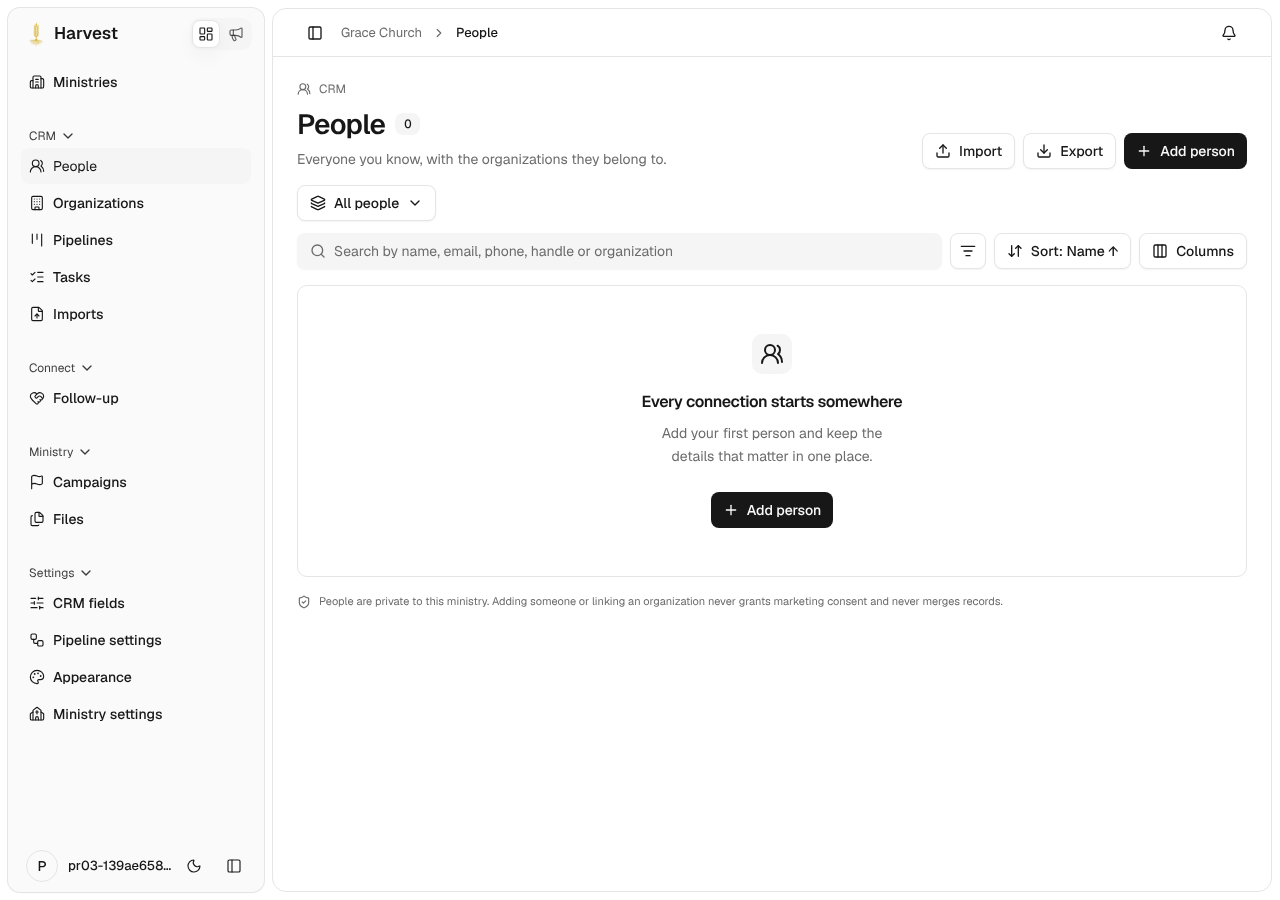 Harvest
Ministries
CRM
People
Organizations
Pipelines
Tasks
Imports
Connect
Follow-up
Ministry
Campaigns
Files
Settings
CRM fields
Pipeline settings
Appearance
Ministry settings
P pr03-139ae658...
Grace Church > People
CRM
People 0
Everyone you know, with the organizations they belong to.
Import Export + Add person
All people
Search by name, email, phone, handle or organization
Sort: Name ↑ Columns
Every connection starts somewhere
Add your first person and keep the
details that matter in one place.
+ Add person
People are private to this ministry. Adding someone or linking an organization never grants marketing consent and never merges records.